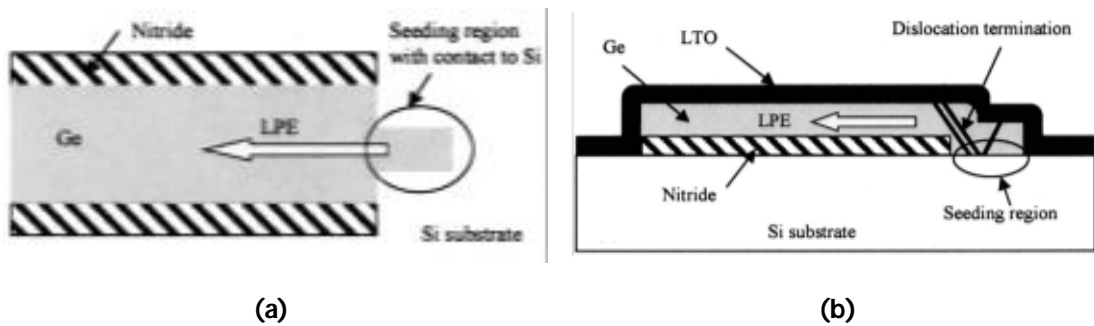 Nitride
Seeding region
with contact to Si
Ge
LPE
Si substrate
(a)
LTO
Dislocation termination
Ge
LPE
Nitride
Seeding region
Si substrate
(b)